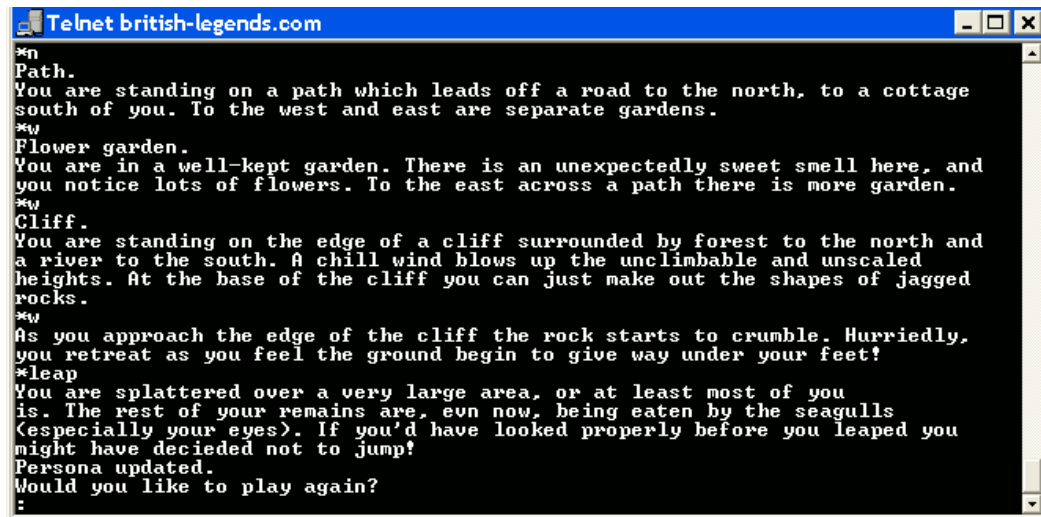 Telnet british-legends.com
*n
Path.
You are standing on a path which leads off a road to the north, to a cottage
south of you. To the west and east are separate gardens.
*w
Flower garden.
You are in a well-kept garden. There is an unexpectedly sweet smell here, and
you notice lots of flowers. To the east across a path there is more garden.
*w
Cliff.
You are standing on the edge of a cliff surrounded by forest to the north and
a river to the south. A chill wind blows up the unclimbable and unscaled
heights. At the base of the cliff you can just make out the shapes of jagged
rocks.
*w
As you approach the edge of the cliff the rock starts to crumble. Hurriedly,
you retreat as you feel the ground begin to give way under your feet!
*leap
You are splattered over a very large area, or at least most of you
is. The rest of your remains are, evn now, being eaten by the seagulls
(especially your eyes). If you'd have looked properly before you leaped you
might have decieded not to jump!
Persona updated.
Would you like to play again?
: